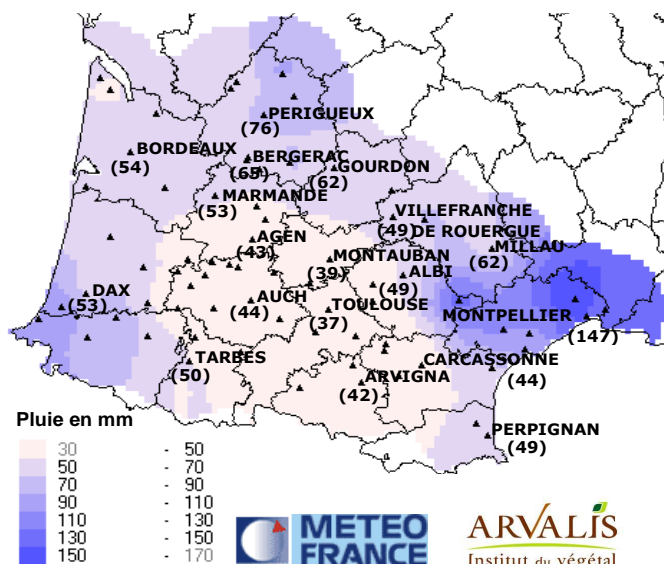 PERIGUEUX
(76)
BORDEAUX
(54)
BERGERAC
(65)
GOURDON
(62)
MARMANDE
(53)
VILLEFRANCHE
(49) DE ROUERGUE
AGEN
(43)
MILLAU
(62)
MONTAUBAN
(39)
ALBI
(49)
DAX
(53)
AUCH
(44)
TOULOUSE
(37)
MONTPELLIER
(147)
TARBES
(50)
CARCASSONNE
(44)
ARVIGNA
(42)
PERPIGNAN
(49)
Pluie en mm
30 - 50
50 - 70
70 - 90
90 - 110
110 - 130
130 - 150
150 - 170
METEO
FRANCE
ARVALIS
Institut du végétal